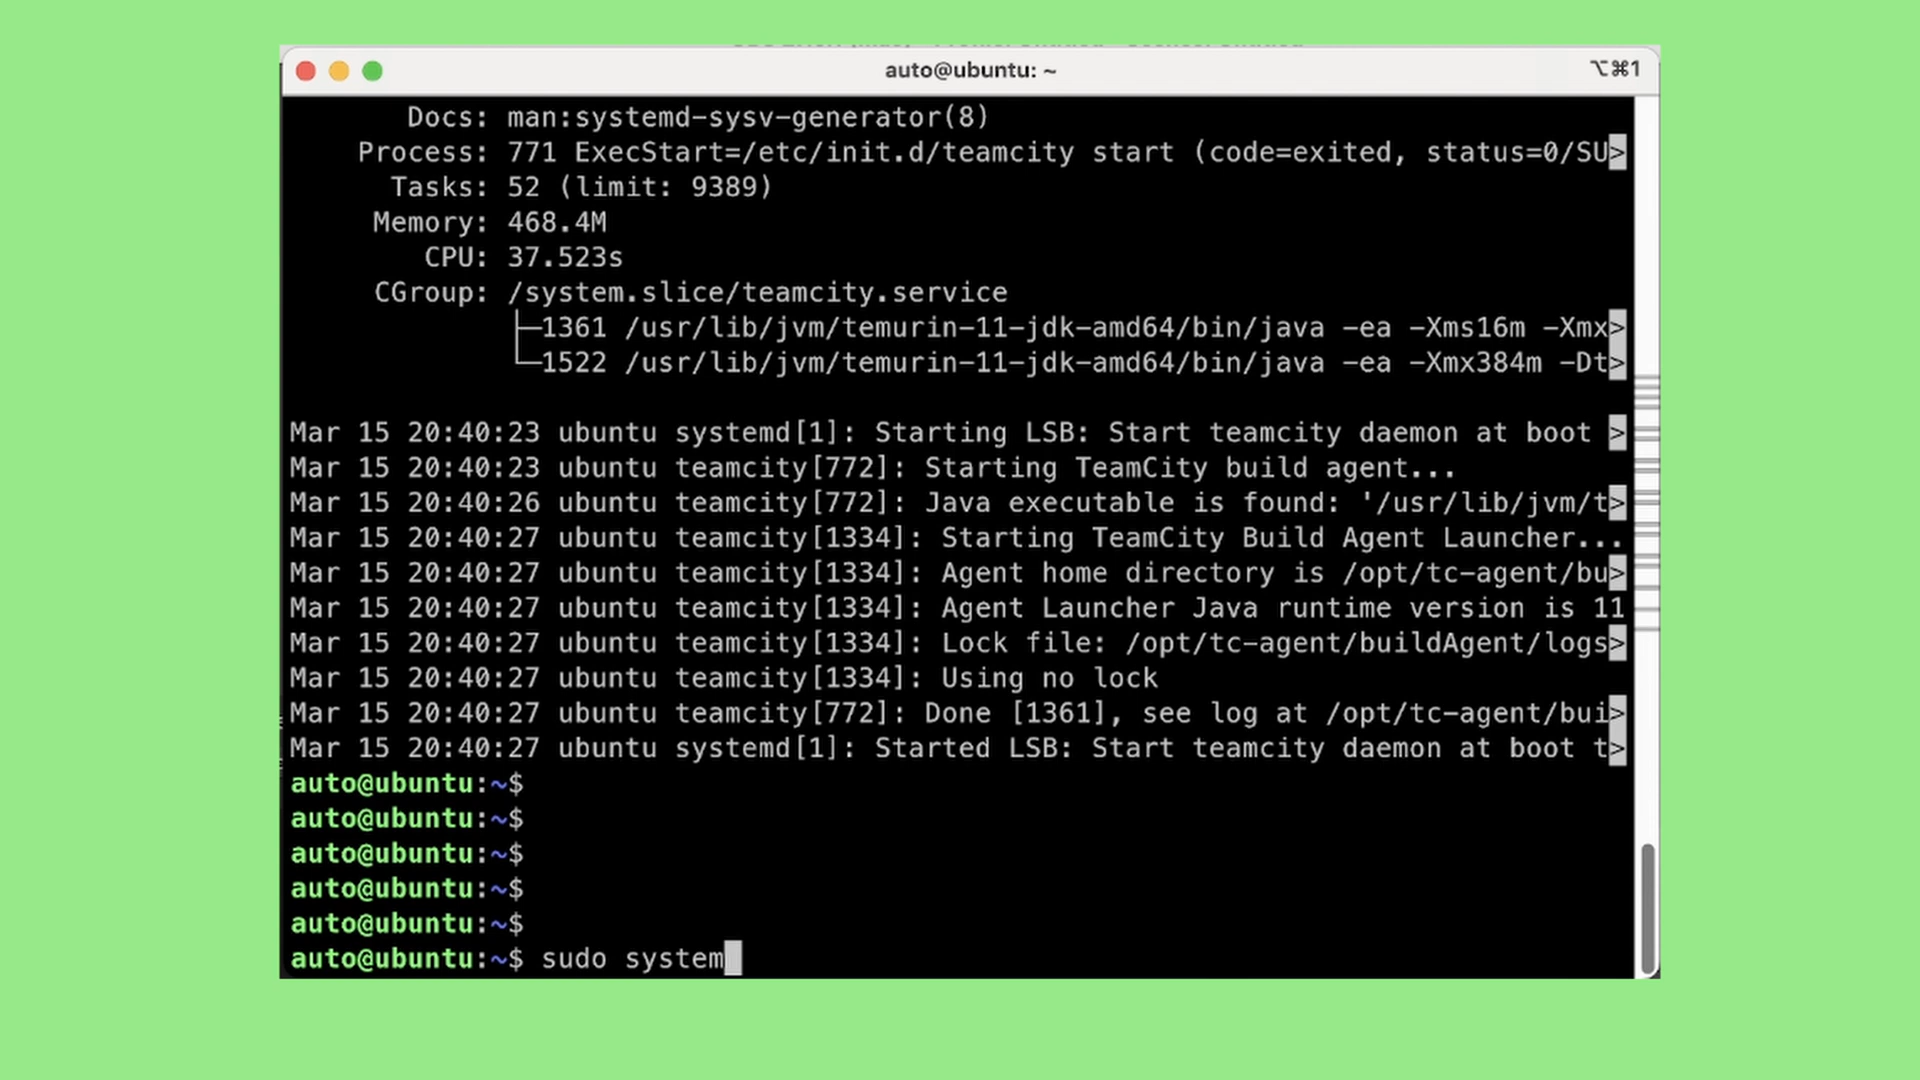 auto@ubuntu: ~
⌥⌘1
Docs: man:systemd-sysv-generator(8)
Process: 771 ExecStart=/etc/init.d/teamcity start (code=exited, status=0/SU>
Tasks: 52 (limit: 9389)
Memory: 468.4M
CPU: 37.523s
CGroup: /system.slice/teamcity.service
├─1361 /usr/lib/jvm/temurin-11-jdk-amd64/bin/java -ea -Xms16m -Xmx>
└─1522 /usr/lib/jvm/temurin-11-jdk-amd64/bin/java -ea -Xmx384m -Dt>
Mar 15 20:40:23 ubuntu systemd[1]: Starting LSB: Start teamcity daemon at boot >
Mar 15 20:40:23 ubuntu teamcity[772]: Starting TeamCity build agent...
Mar 15 20:40:26 ubuntu teamcity[772]: Java executable is found: '/usr/lib/jvm/t>
Mar 15 20:40:27 ubuntu teamcity[1334]: Starting TeamCity Build Agent Launcher...
Mar 15 20:40:27 ubuntu teamcity[1334]: Agent home directory is /opt/tc-agent/bu>
Mar 15 20:40:27 ubuntu teamcity[1334]: Agent Launcher Java runtime version is 11
Mar 15 20:40:27 ubuntu teamcity[1334]: Lock file: /opt/tc-agent/buildAgent/logs>
Mar 15 20:40:27 ubuntu teamcity[1334]: Using no lock
Mar 15 20:40:27 ubuntu teamcity[772]: Done [1361], see log at /opt/tc-agent/bui>
Mar 15 20:40:27 ubuntu systemd[1]: Started LSB: Start teamcity daemon at boot t>
auto@ubuntu:~$
auto@ubuntu:~$
auto@ubuntu:~$
auto@ubuntu:~$
auto@ubuntu:~$
auto@ubuntu:~$ sudo system